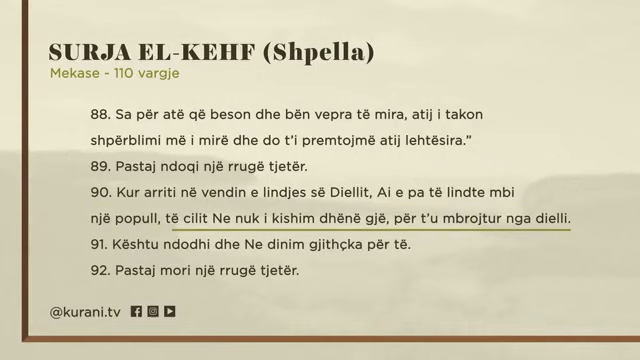 SURJA EL-KEHF (Shpella)
Mekase - 110 vargje
88. Sa për atë që beson dhe bën vepra të mira, atij i takon
shpërblimi më i mirë dhe do t’i premtojmë atij lehtësira.”
89. Pastaj ndoqi një rrugë tjetër.
90. Kur arriti në vendin e lindjes së Diellit, Ai e pa të lindte mbi
një popull, të cilit Ne nuk i kishim dhënë gjë, për t’u mbrojtur nga dielli.
91. Kështu ndodhi dhe Ne dinim gjithçka për të.
92. Pastaj mori një rrugë tjetër.
@kurani.tv